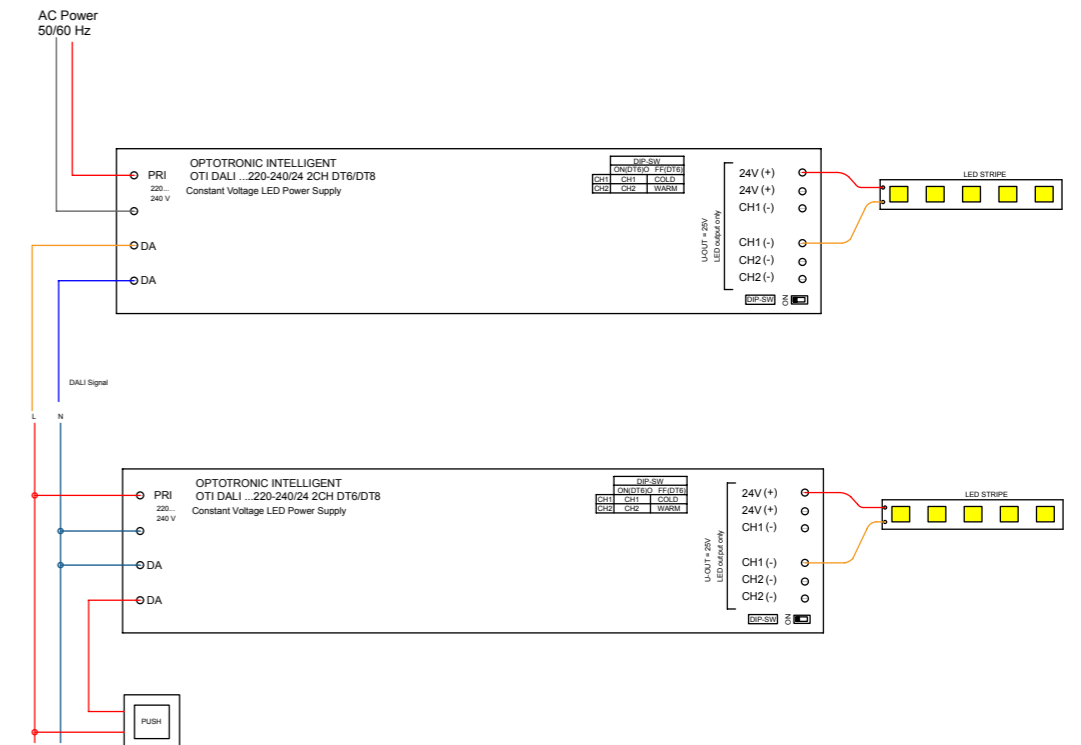 AC Power
50/60 Hz
OPTOTRONIC INTELLIGENT
OTI DALI ...220-240/24 2CH DT6/DT8
Constant Voltage LED Power Supply
PRI
220...
240 V
DA
DA
DIP-SW
ON(DT6)O FF(DT6)
CH1 CH1 COLD
CH2 CH2 WARM
U-OUT = 25V
LED output only
24V (+)
24V (+)
CH1 (-)
CH1 (-)
CH2 (-)
CH2 (-)
DIP-SW ON
LED STRIPE
DALI Signal
L N
OPTOTRONIC INTELLIGENT
OTI DALI ...220-240/24 2CH DT6/DT8
Constant Voltage LED Power Supply
PRI
220...
240 V
DA
DA
DIP-SW
ON(DT6)O FF(DT6)
CH1 CH1 COLD
CH2 CH2 WARM
U-OUT = 25V
LED output only
24V (+)
24V (+)
CH1 (-)
CH1 (-)
CH2 (-)
CH2 (-)
DIP-SW ON
LED STRIPE
PUSH